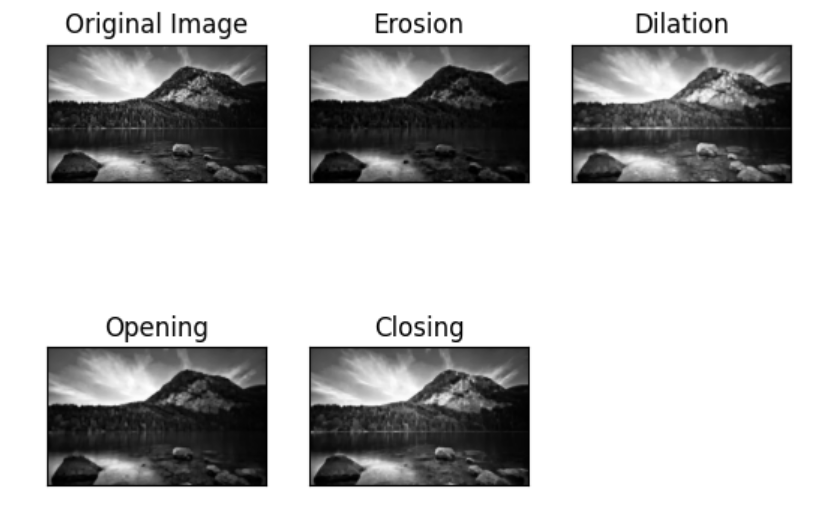 Original Image
Erosion
Dilation
Opening
Closing